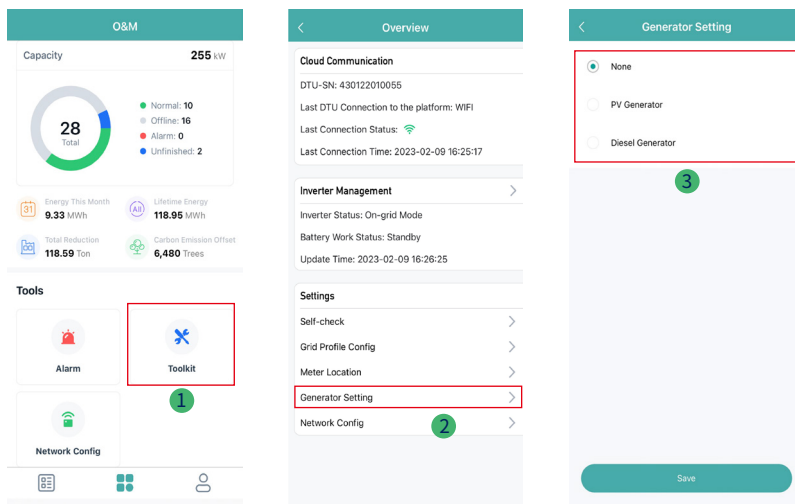 O&M
Capacity
255 kW
28
Total
Normal: 10
Offline: 16
Alarm: 0
Unfinished: 2
31
Energy This Month
9.33 MWh
All
Lifetime Energy
118.95 MWh
Total Reduction
118.59 Ton
Carbon Emission Offset
6,480 Trees
Tools
Alarm
Toolkit
1
Network Config
Overview
Cloud Communication
DTU-SN: 430122010055
Last DTU Connection to the platform: WIFI
Last Connection Status:
Last Connection Time: 2023-02-09 16:25:17
Inverter Management
Inverter Status: On-grid Mode
Battery Work Status: Standby
Update Time: 2023-02-09 16:26:25
Settings
Self-check
Grid Profile Config
Meter Location
Generator Setting
Network Config
2
Generator Setting
None
PV Generator
Diesel Generator
3
Save